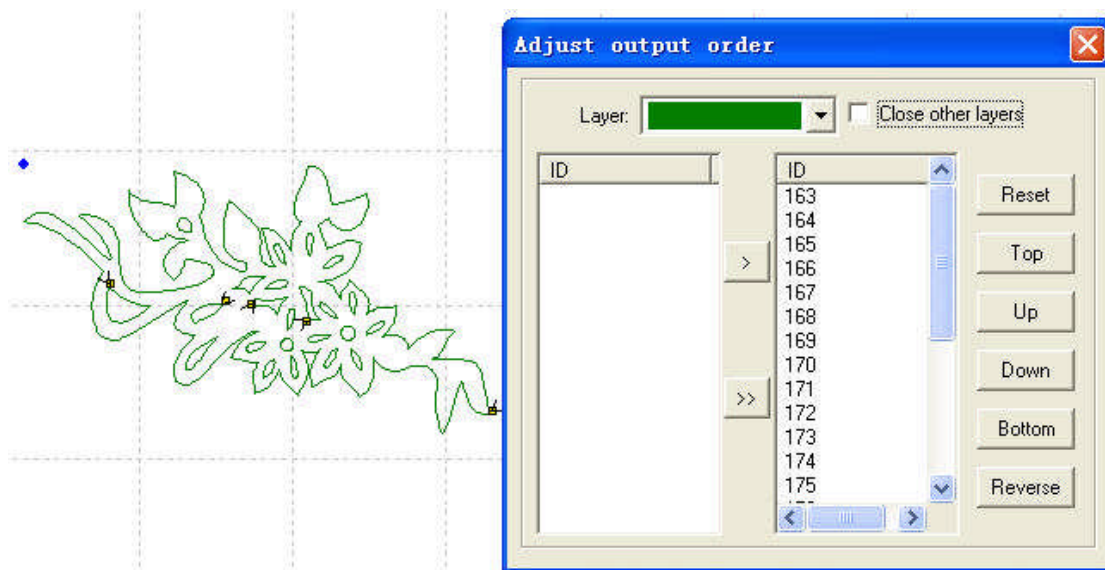 Adjust output order
Layer: Close other layers
ID
ID
163
164
165
166
167
168
169
170
171
172
173
174
175
>
>>
Reset
Top
Up
Down
Bottom
Reverse